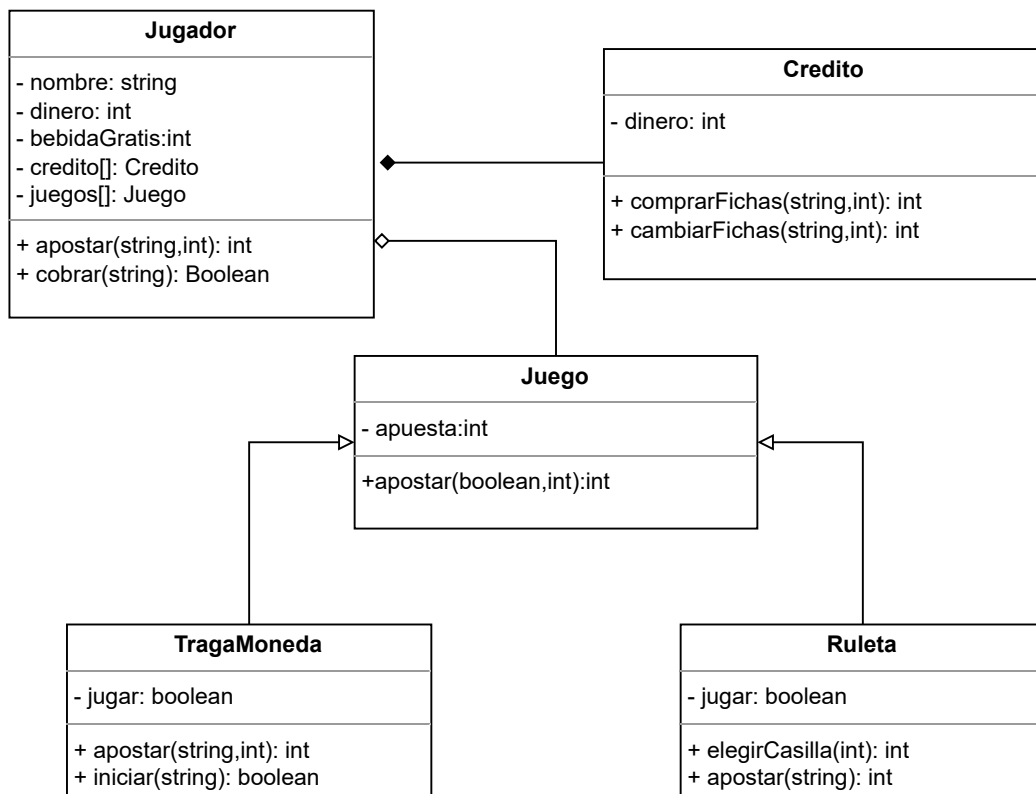 Jugador
- nombre: string
- dinero: int
- bebidaGratis:int
- credito[]: Credito
- juegos[]: Juego
+ apostar(string,int): int
+ cobrar(string): Boolean
Credito
- dinero: int
+ comprarFichas(string,int): int
+ cambiarFichas(string,int): int
Juego
- apuesta:int
+apostar(boolean,int):int
TragaMoneda
- jugar: boolean
+ apostar(string,int): int
+ iniciar(string): boolean
Ruleta
- jugar: boolean
+ elegirCasilla(int): int
+ apostar(string): int